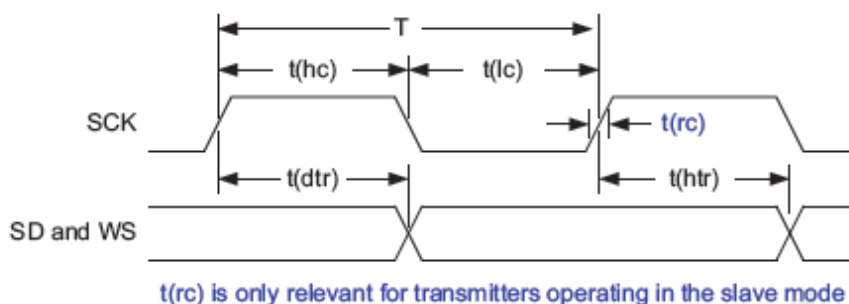 T
t(hc)
t(lc)
SCK
t(rc)
t(dtr)
t(htr)
SD and WS
t(rc) is only relevant for transmitters operating in the slave mode